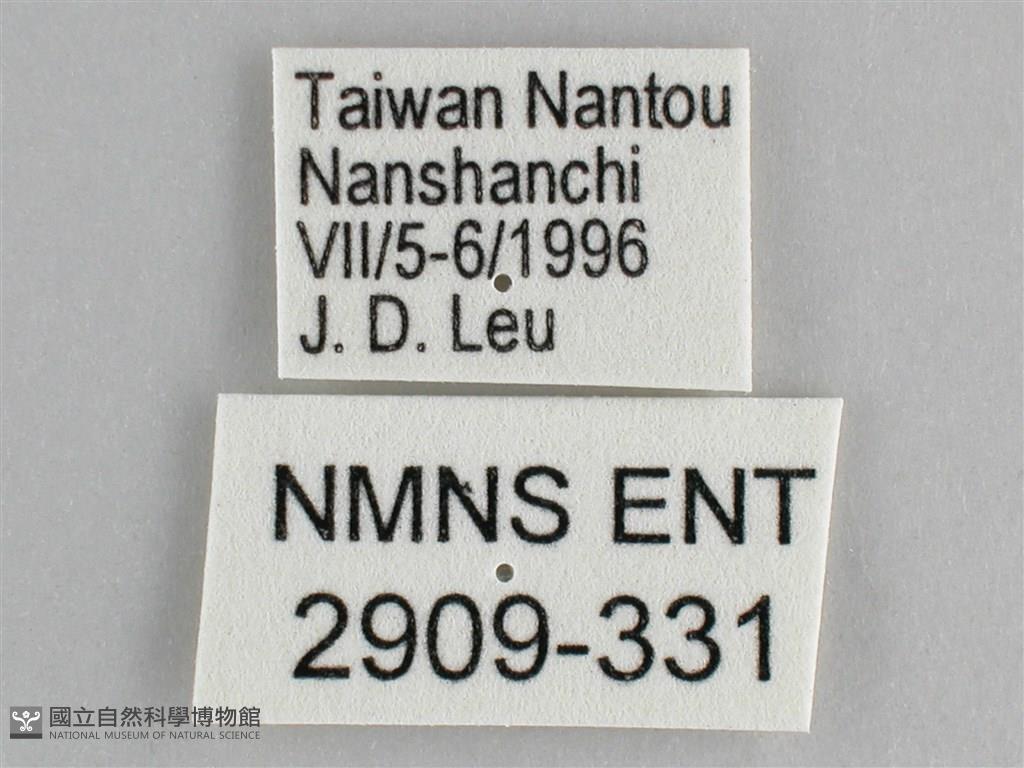 Taiwan Nantou
Nanshanchi
VII/5-6/1996
J. D. Leu
NMNS ENT
2909-331
國立自然科學博物館
NATIONAL MUSEUM OF NATURAL SCIENCE